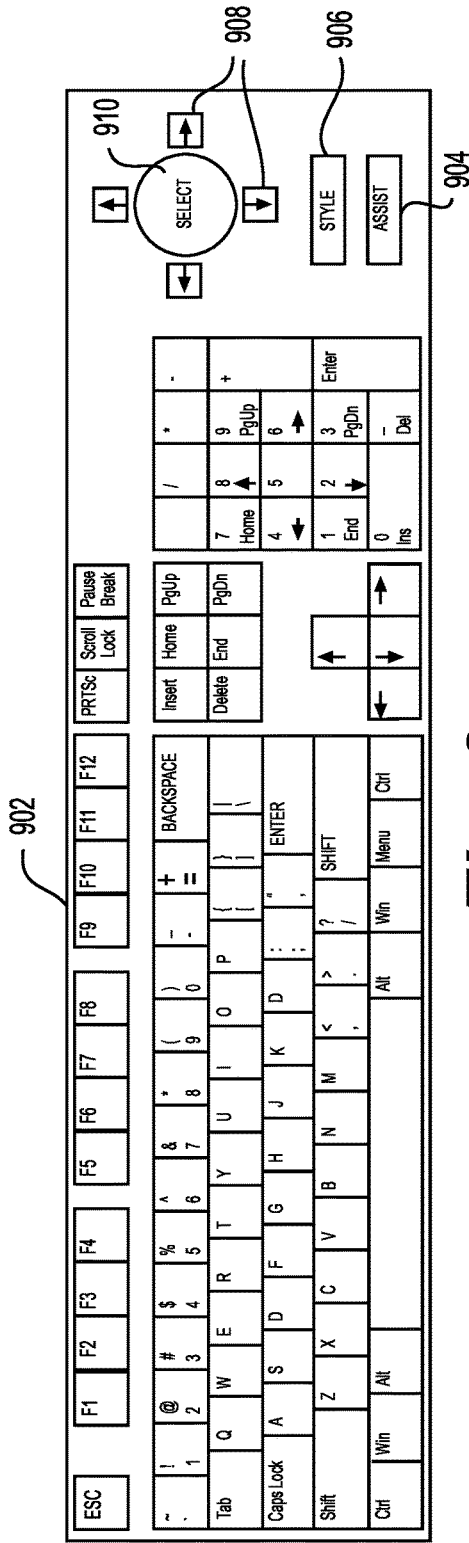 902
ESC F1 F2 F3 F4 F5 F6 F7 F8 F9 F10 F11 F12 PRTSc Scroll Lock Pause Break
~ ! @ # $ % ^ & * ( ) – + BACKSPACE
. 1 2 3 4 5 6 7 8 9 0 - =
Tab Q W E R T Y U I O P { [ } ] | \
Caps Lock A S D F G H J K D : ; " , ENTER
Shift Z X C V B N M < , > . ? / SHIFT
Ctrl Win Alt Alt Win Menu Ctrl
Insert Home PgUp
Delete End PgDn
↑
← ↓ →
/ * -
7 Home 8 ↑ 9 PgUp +
4 ← 5 6 →
1 End 2 ↓ 3 PgDn Enter
0 Ins – Del
910
908
↑
← SELECT →
↓
STYLE
906
ASSIST
904